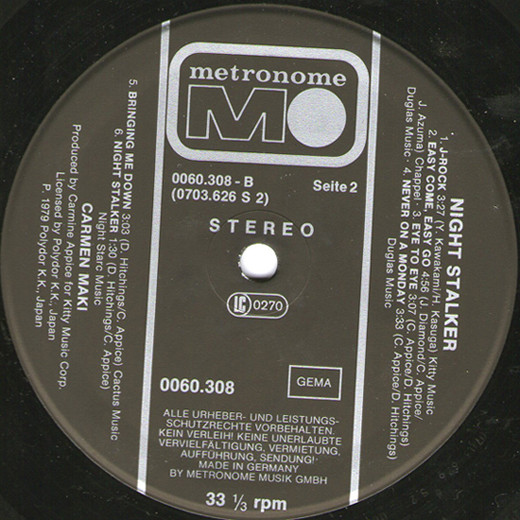 metronome
MO
0060.308 - B
(0703.626 S 2)
Seite 2
STEREO
LC 0270
0060.308
GEMA
ALLE URHEBER- UND LEISTUNGS-
SCHUTZRECHTE VORBEHALTEN.
KEIN VERLEIH! KEINE UNERLAUBTE
VERVIELFÄLTIGUNG, VERMIETUNG,
AUFFÜHRUNG, SENDUNG!
MADE IN GERMANY
BY METRONOME MUSIK GMBH
33 1/3 rpm
NIGHT STALKER
1. J-ROCK 3:27 (Y. Kawakami/H. Kasuga) Kitty Music
2. EASY COME, EASY GO 4:56 (J. Diamond/C. Appice/
J. Azuma) Chappel · 3. EYE TO EYE 3:07 (C. Appice/D. Hitchings)
Duglas Music · 4. NEVER ON A MONDAY 3:33 (C. Appice/D. Hitchings)
Duglas Music
5. BRINGING ME DOWN 3:03 (D. Hitchings/C. Appice) Cactus Music
6. NIGHT STALKER 1:30 (D. Hitchings/C. Appice)
Night Starc Music
CARMEN MAKI
Produced by Carmine Appice for Kitty Music Corp.
Licensed by Polydor K.K., Japan
P. 1979 Polydor K.K., Japan